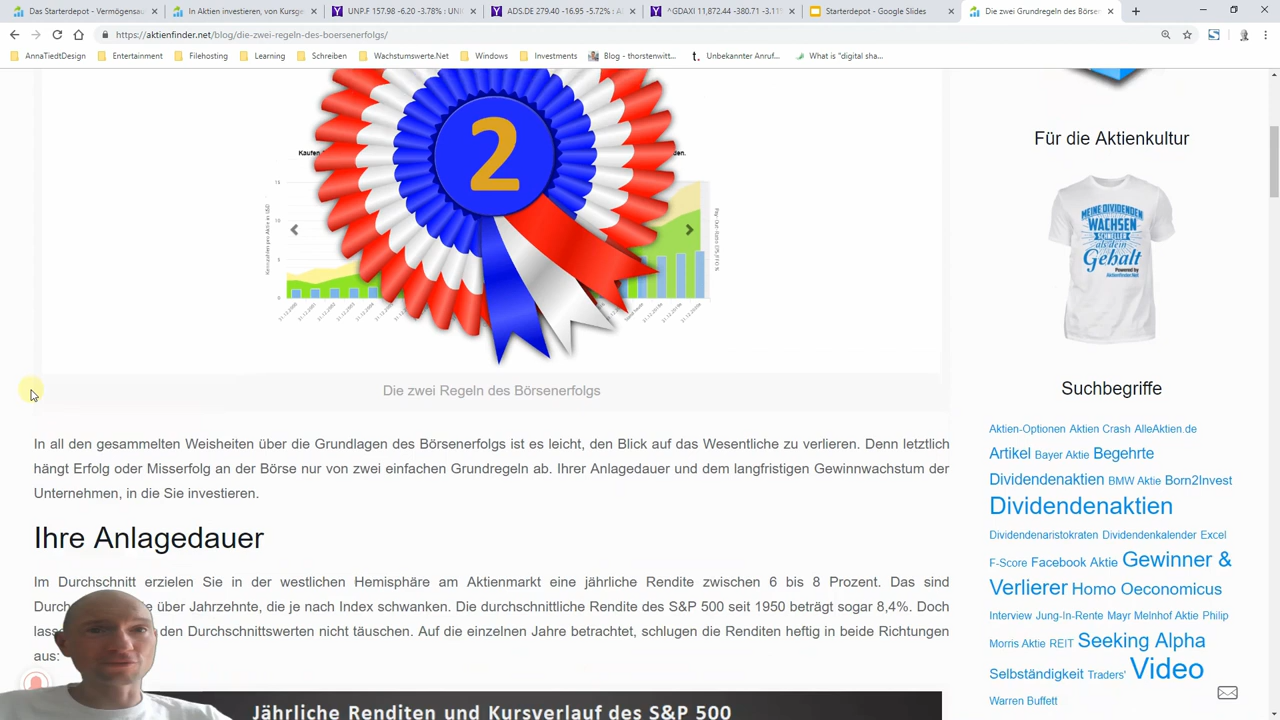 Das Starterdepot - Vermögensau
In Aktien investieren, von Kursge
UNP.F 157.98 -6.20 -3.78% : UNI
ADS.DE 279.40 -16.95 -5.72% : A
^GDAXI 11,872.44 -380.71 -3.11%
Starterdepot - Google Slides
Die zwei Grundregeln des Börsen
https://aktienfinder.net/blog/die-zwei-regeln-des-boersenerfolgs/
AnnaTiedtDesign
Entertainment
Filehosting
Learning
Schreiben
Wachstumswerte.Net
Windows
Investments
Blog - thorstenwitt...
Unbekannter Anruf...
What is "digital sha...
2
Kaufen
den.
Die zwei Regeln des Börsenerfolgs
In all den gesammelten Weisheiten über die Grundlagen des Börsenerfolgs ist es leicht, den Blick auf das Wesentliche zu verlieren. Denn letztlich
hängt Erfolg oder Misserfolg an der Börse nur von zwei einfachen Grundregeln ab. Ihrer Anlagedauer und dem langfristigen Gewinnwachstum der
Unternehmen, in die Sie investieren.
Ihre Anlagedauer
Im Durchschnitt erzielen Sie in der westlichen Hemisphäre am Aktienmarkt eine jährliche Rendite zwischen 6 bis 8 Prozent. Das sind
über Jahrzehnte, die je nach Index schwanken. Die durchschnittliche Rendite des S&P 500 seit 1950 beträgt sogar 8,4%. Doch
den Durchschnittswerten nicht täuschen. Auf die einzelnen Jahre betrachtet, schlugen die Renditen heftig in beide Richtungen
aus:
Jährliche Renditen und Kursverlauf des S&P 500
Für die Aktienkultur
MEINE DIVIDENDEN
WACHSEN
SCHNELLER
als dein
Gehalt
Powered by
Aktienfinder.Net
Suchbegriffe
Aktien-Optionen Aktien Crash AlleAktien.de
Artikel Bayer Aktie Begehrte
Dividendenaktien BMW Aktie Born2Invest
Dividendenaktien
Dividendenaristokraten Dividendenkalender Excel
F-Score Facebook Aktie Gewinner &
Verlierer Homo Oeconomicus
Interview Jung-In-Rente Mayr Melnhof Aktie Philip
Morris Aktie REIT Seeking Alpha
Selbständigkeit Traders' Video
Warren Buffett